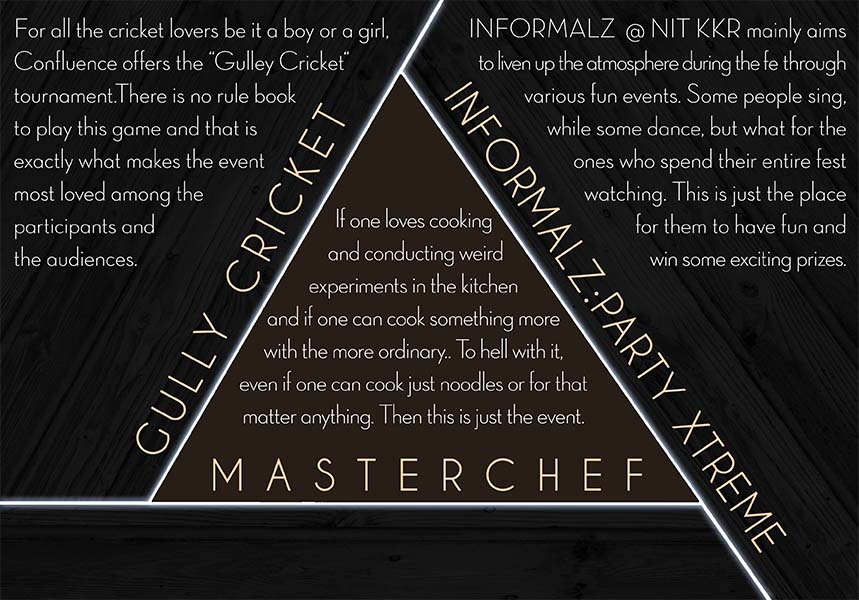 For all the cricket lovers be it a boy or a girl,
Confluence offers the “Gulley Cricket“
tournament.There is no rule book
to play this game and that is
exactly what makes the event
most loved among the
participants and
the audiences.
GULLY CRICKET
INFORMALZ @ NIT KKR mainly aims
to liven up the atmosphere during the fe through
various fun events. Some people sing,
while some dance, but what for the
ones who spend their entire fest
watching. This is just the place
for them to have fun and
win some exciting prizes.
INFORMALZ:PARTY XTREME
If one loves cooking
and conducting weird
experiments in the kitchen
and if one can cook something more
with the more ordinary.. To hell with it,
even if one can cook just noodles or for that
matter anything. Then this is just the event.
MASTERCHEF